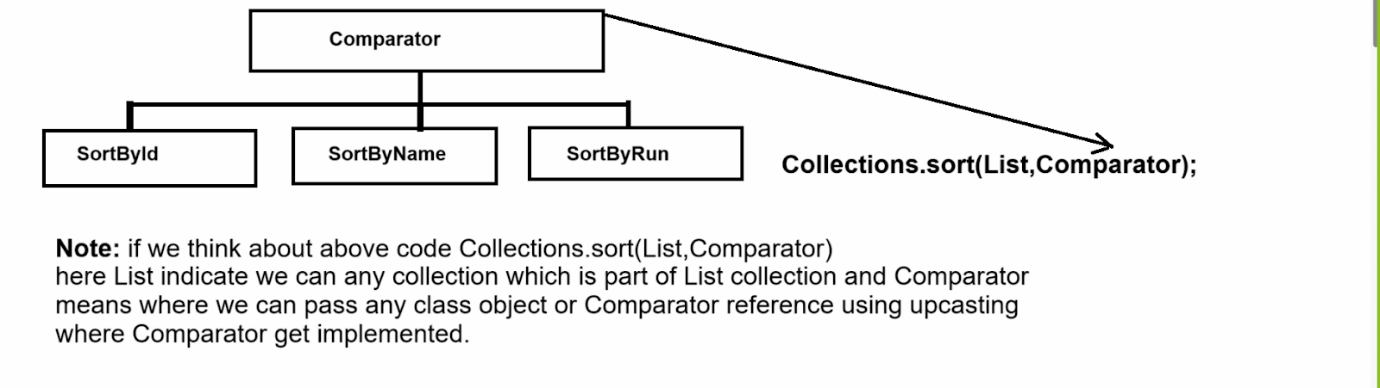 Comparator
SortById
SortByName
SortByRun
Collections.sort(List,Comparator);
Note: if we think about above code Collections.sort(List,Comparator)
here List indicate we can any collection which is part of List collection and Comparator
means where we can pass any class object or Comparator reference using upcasting
where Comparator get implemented.